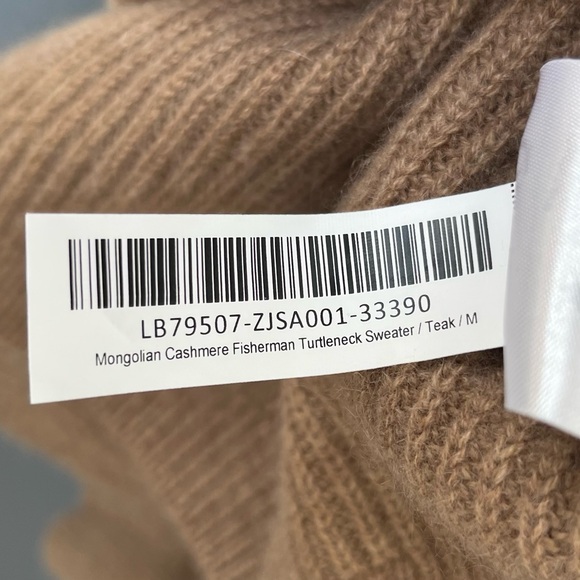 LB79507-ZJSA001-33390
Mongolian Cashmere Fisherman Turtleneck Sweater / Teak / M